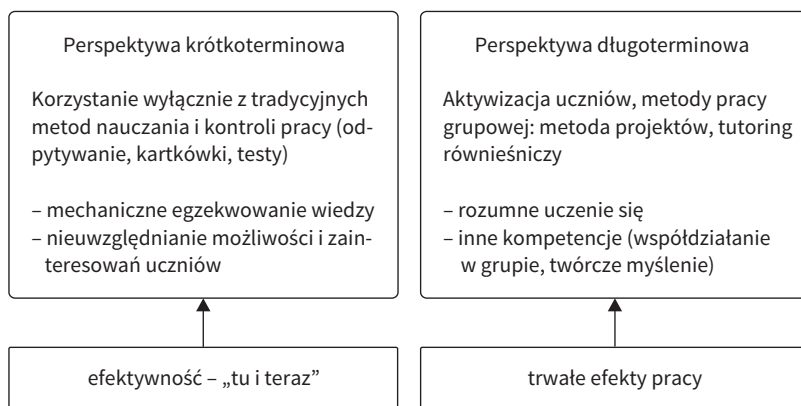 Perspektywa krótkoterminowa
Korzystanie wyłącznie z tradycyjnych
metod nauczania i kontroli pracy (od-
pytywanie, kartkówki, testy)
– mechaniczne egzekwowanie wiedzy
– nieuwzględnianie możliwości i zain-
teresowań uczniów
efektywność – „tu i teraz”
Perspektywa długoterminowa
Aktywizacja uczniów, metody pracy
grupowej: metoda projektów, tutoring
równieśniczy
– rozumne uczenie się
– inne kompetencje (współdziałanie
w grupie, twórcze myślenie)
trwałe efekty pracy